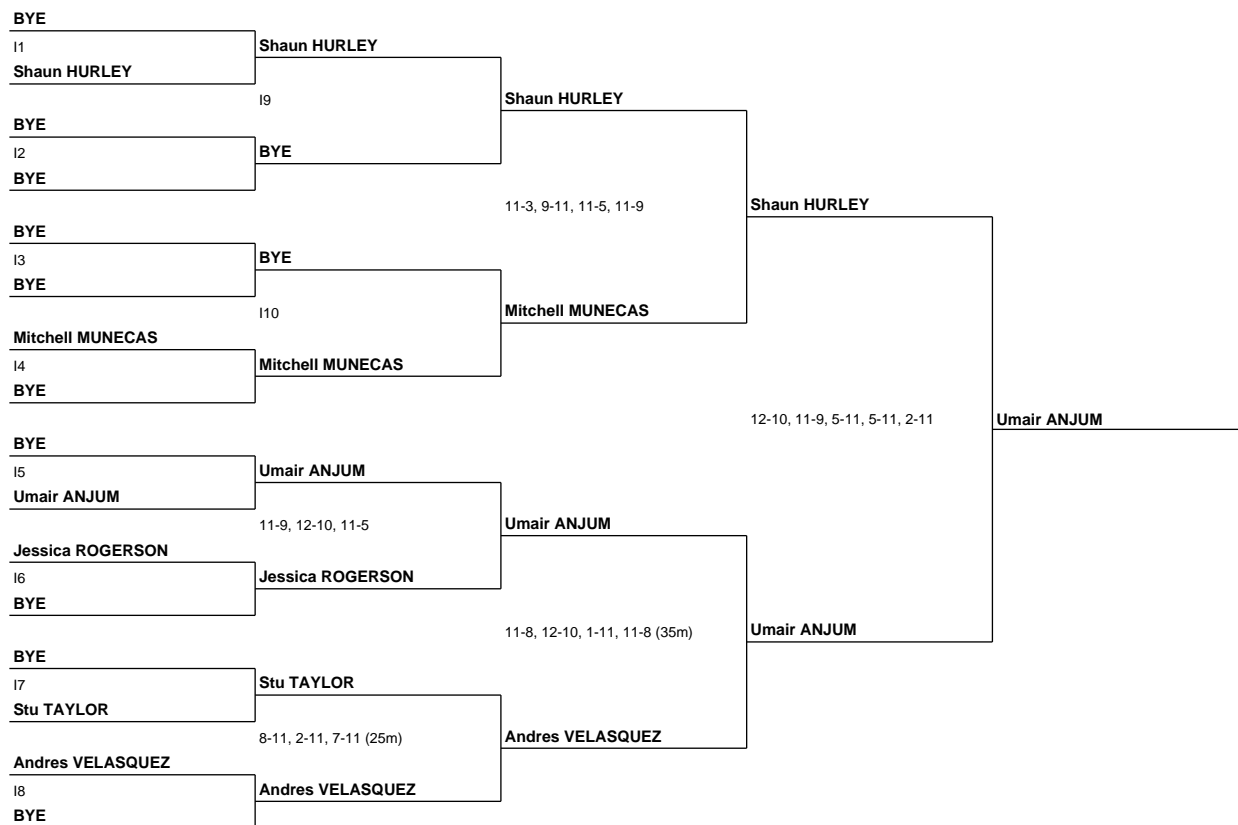 BYE
I1
Shaun HURLEY
Shaun HURLEY
I9
Shaun HURLEY
BYE
I2
BYE
BYE
11-3, 9-11, 11-5, 11-9
Shaun HURLEY
BYE
I3
BYE
BYE
I10
Mitchell MUNECAS
Mitchell MUNECAS
I4
BYE
Mitchell MUNECAS
12-10, 11-9, 5-11, 5-11, 2-11
Umair ANJUM
BYE
I5
Umair ANJUM
Umair ANJUM
11-9, 12-10, 11-5
Umair ANJUM
Jessica ROGERSON
I6
BYE
Jessica ROGERSON
11-8, 12-10, 1-11, 11-8 (35m)
Umair ANJUM
BYE
I7
Stu TAYLOR
Stu TAYLOR
8-11, 2-11, 7-11 (25m)
Andres VELASQUEZ
Andres VELASQUEZ
I8
BYE
Andres VELASQUEZ